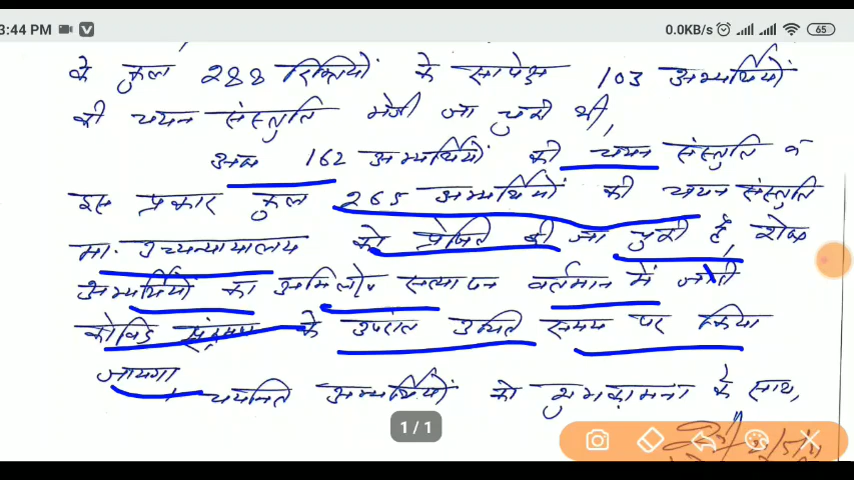 3:44 PM 0.0KB/s 65
के कुल 288 रिक्तियों के सापेक्ष 103 अभ्यर्थियों
की चयन संस्तुति भेजी जा चुकी थी,
अब 162 अभ्यर्थियों की चयन संस्तुति व
इस प्रकार कुल 265 अभ्यर्थियों की चयन संस्तुति
मा. उच्चन्यायालय को प्रेषित की जा चुकी है, शेष
अभ्यर्थियों का अभिलेख सत्यापन वर्तमान में जारी
कोविड संक्रमण के उपरांत उचित समय पर किया
जायेगा
चयनित अभ्यर्थियों को शुभकामना के साथ,
1/1